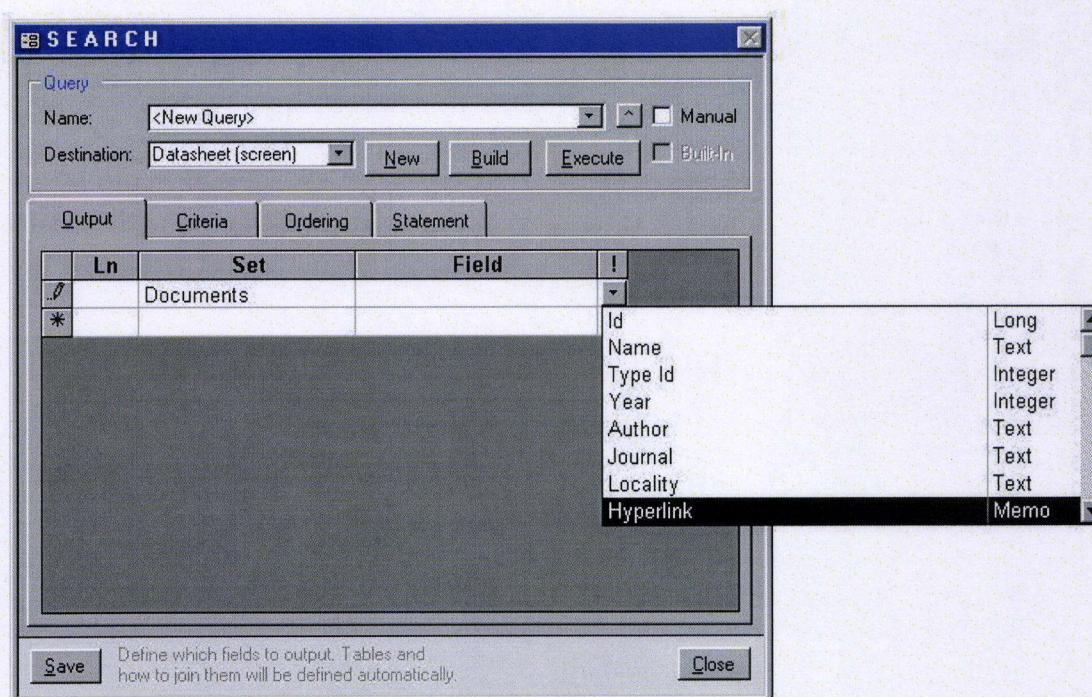 SEARCH
Query
Name: <New Query> ^ Manual
Destination: Datasheet (screen) New Build Execute Built-In
Output Criteria Ordering Statement
Ln Set Field !
Documents
* 
Id Long
Name Text
Type Id Integer
Year Integer
Author Text
Journal Text
Locality Text
Hyperlink Memo
Save Define which fields to output. Tables and
how to join them will be defined automatically. Close